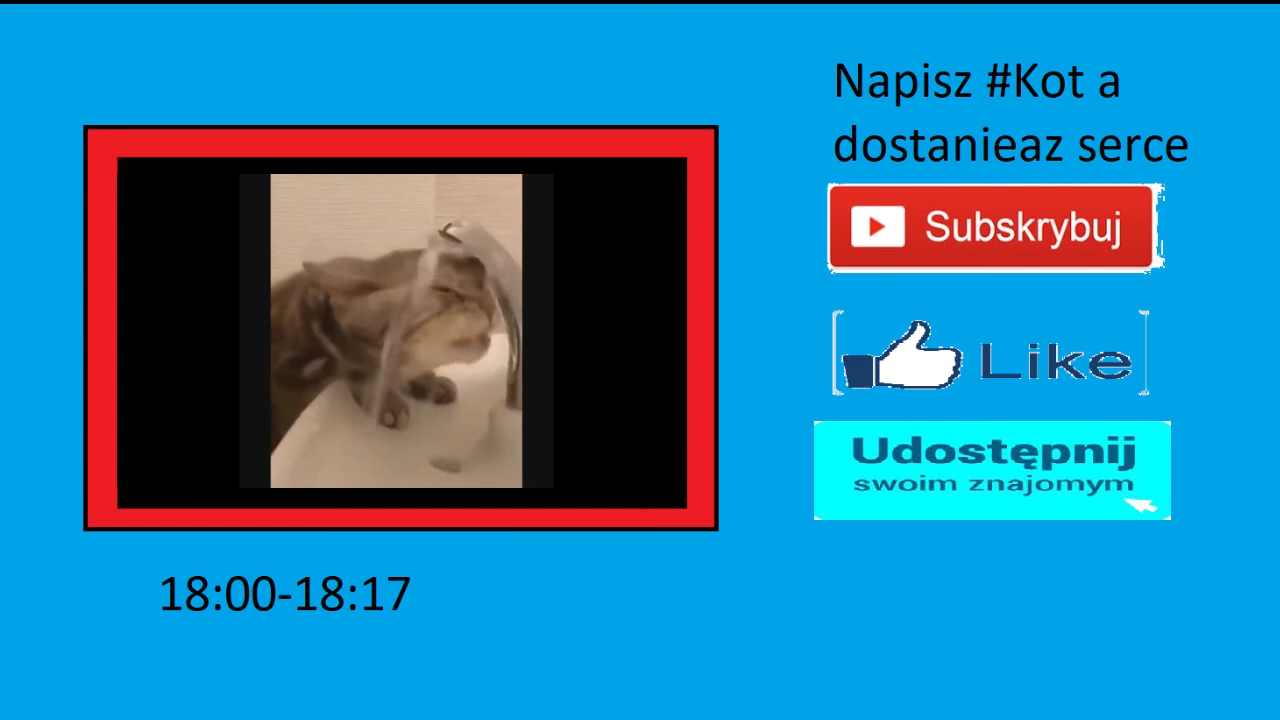 Napisz #Kot a
dostanieaz serce
Subskrybuj
Like
Udostępnij
swoim znajomym
18:00-18:17